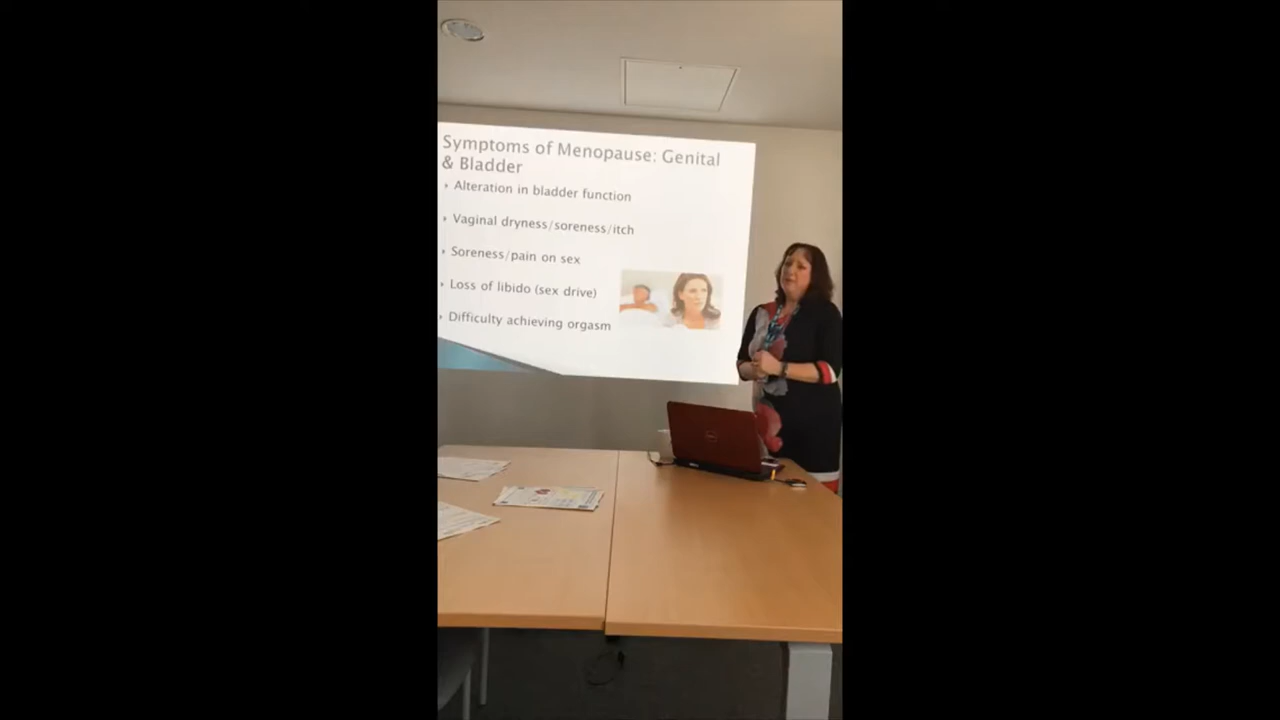 Symptoms of Menopause: Genital
& Bladder
Alteration in bladder function
Vaginal dryness/soreness/itch
Soreness/pain on sex
Loss of libido (sex drive)
Difficulty achieving orgasm